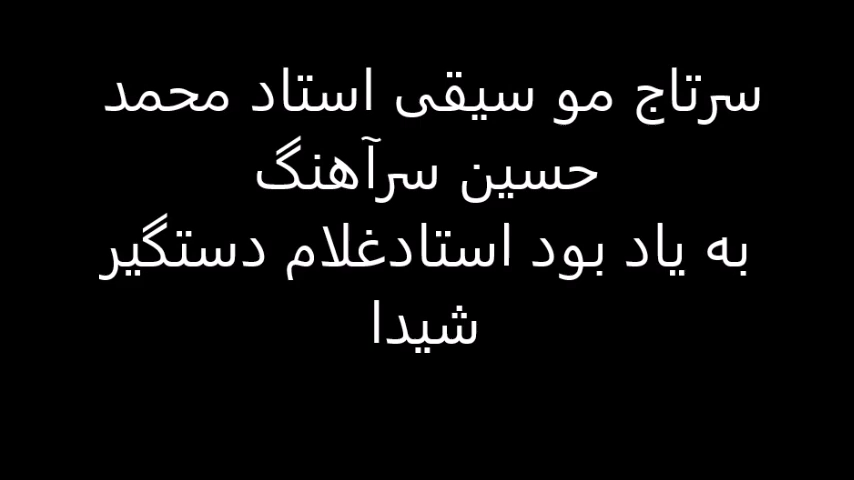 سرتاج مو سیقی استاد محمد
حسین سرآهنگ
به یاد بود استادغلام دستگیر
شیدا